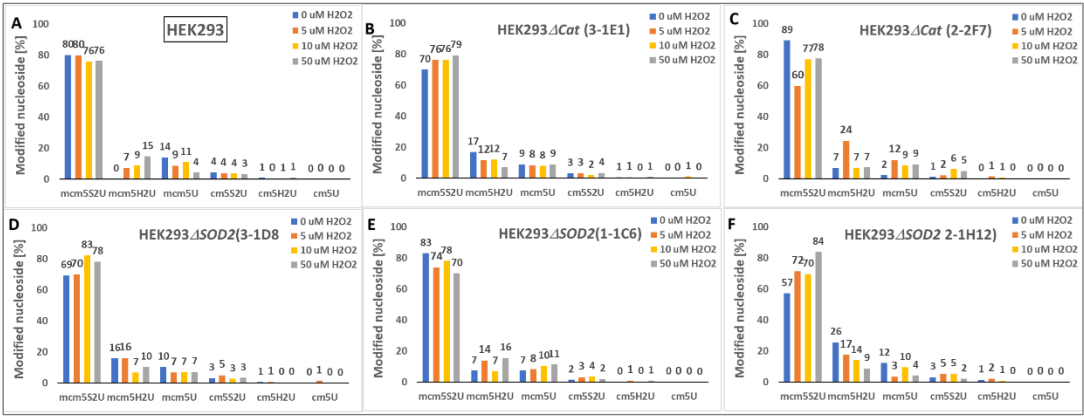 A
HEK293
0 uM H2O2
5 uM H2O2
10 uM H2O2
50 uM H2O2
Modified nucleoside [%]
100
80
60
40
20
0
80 80 76 76
0 7 9 15
14 9 11 4
4 4 4 3
1 0 1 1
0 0 0 0
mcm5S2U mcm5H2U mcm5U cm5S2U cm5H2U cm5U
B
HEK293ΔCat (3-1E1)
0 uM H2O2
5 uM H2O2
10 uM H2O2
50 uM H2O2
Modified nucleoside [%]
100
80
60
40
20
0
70 76 76 79
17 12 12 7
9 8 8 9
3 3 2 4
1 1 0 1
0 0 1 0
mcm5S2U mcm5H2U mcm5U cm5S2U cm5H2U cm5U
C
HEK293ΔCat (2-2F7)
0 uM H2O2
5 uM H2O2
10 uM H2O2
50 uM H2O2
Modified nucleoside [%]
100
80
60
40
20
0
89 60 77 78
7 24 7 7
2 12 9 9
1 2 6 5
0 1 1 0
0 0 0 0
mcm5S2U mcm5H2U mcm5U cm5S2U cm5H2U cm5U
D
HEK293ΔSOD2(3-1D8
0 uM H2O2
5 uM H2O2
10 uM H2O2
50 uM H2O2
Modified nucleoside [%]
100
80
60
40
20
0
69 70 83 78
16 16 7 10
10 7 7 7
3 5 3 3
1 1 0 0
0 1 0 0
mcm5S2U mcm5H2U mcm5U cm5S2U cm5H2U cm5U
E
HEK293ΔSOD2(1-1C6)
0 uM H2O2
5 uM H2O2
10 uM H2O2
50 uM H2O2
Modified nucleoside [%]
100
80
60
40
20
0
83 74 78 70
7 14 7 16
7 8 10 11
2 3 4 2
0 1 0 1
0 0 0 0
mcm5S2U mcm5H2U mcm5U cm5S2U cm5H2U cm5U
F
HEK293ΔSOD2 2-1H12)
0 uM H2O2
5 uM H2O2
10 uM H2O2
50 uM H2O2
Modified nucleoside [%]
100
80
60
40
20
0
57 72 70 84
26 17 14 9
12 3 10 4
3 5 5 2
1 2 1 0
0 0 0 0
mcm5S2U mcm5H2U mcm5U cm5S2U cm5H2U cm5U